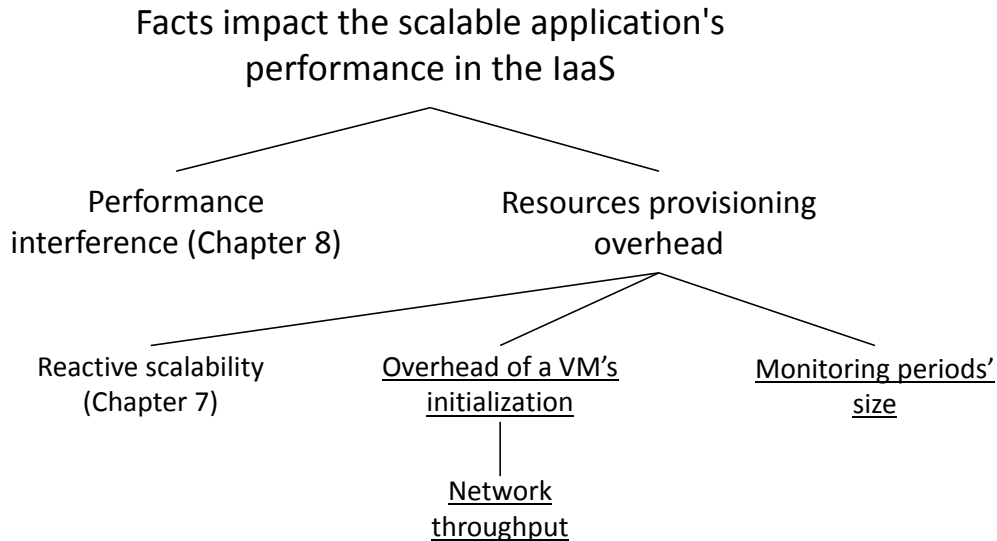 Facts impact the scalable application's
performance in the IaaS
Performance
interference (Chapter 8)
Resources provisioning
overhead
Reactive scalability
(Chapter 7)
Overhead of a VM’s
initialization
Monitoring periods’
size
Network
throughput